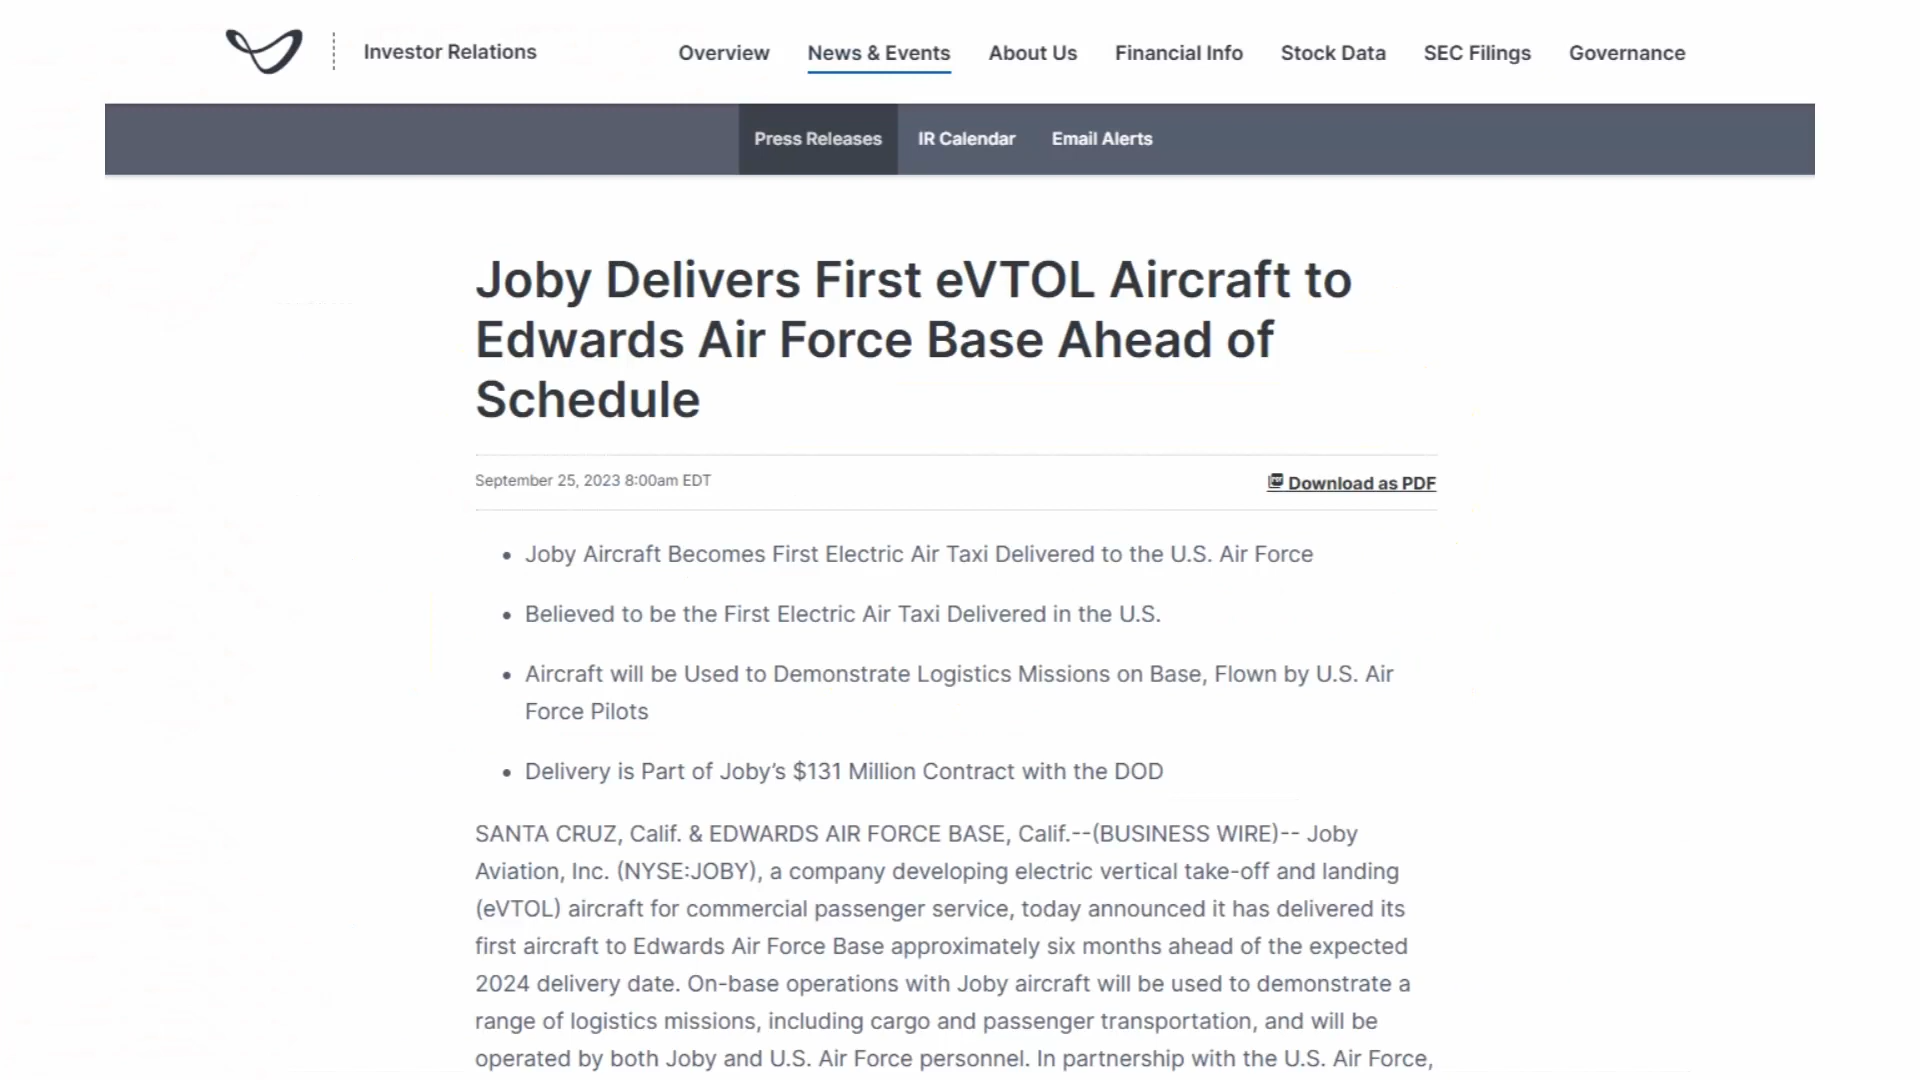 Investor Relations
Overview
News & Events
About Us
Financial Info
Stock Data
SEC Filings
Governance
Press Releases
IR Calendar
Email Alerts
Joby Delivers First eVTOL Aircraft to
Edwards Air Force Base Ahead of
Schedule
September 25, 2023 8:00am EDT
Download as PDF
• Joby Aircraft Becomes First Electric Air Taxi Delivered to the U.S. Air Force
• Believed to be the First Electric Air Taxi Delivered in the U.S.
• Aircraft will be Used to Demonstrate Logistics Missions on Base, Flown by U.S. Air
Force Pilots
• Delivery is Part of Joby’s $131 Million Contract with the DOD
SANTA CRUZ, Calif. & EDWARDS AIR FORCE BASE, Calif.--(BUSINESS WIRE)-- Joby
Aviation, Inc. (NYSE:JOBY), a company developing electric vertical take-off and landing
(eVTOL) aircraft for commercial passenger service, today announced it has delivered its
first aircraft to Edwards Air Force Base approximately six months ahead of the expected
2024 delivery date. On-base operations with Joby aircraft will be used to demonstrate a
range of logistics missions, including cargo and passenger transportation, and will be
operated by both Joby and U.S. Air Force personnel. In partnership with the U.S. Air Force,